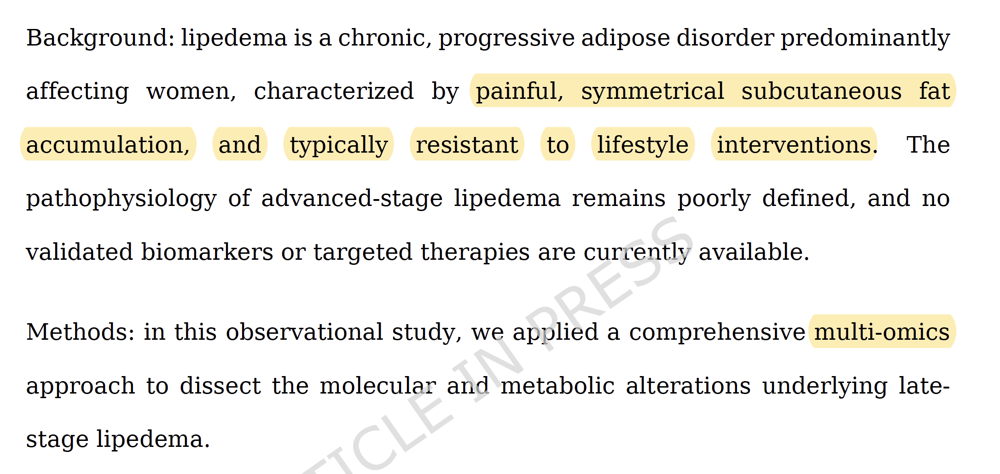 Background: lipedema is a chronic, progressive adipose disorder predominantly
affecting women, characterized by painful, symmetrical subcutaneous fat
accumulation, and typically resistant to lifestyle interventions. The
pathophysiology of advanced-stage lipedema remains poorly defined, and no
validated biomarkers or targeted therapies are currently available.
Methods: in this observational study, we applied a comprehensive multi-omics
approach to dissect the molecular and metabolic alterations underlying late-
stage lipedema.
TICLE IN PRESS